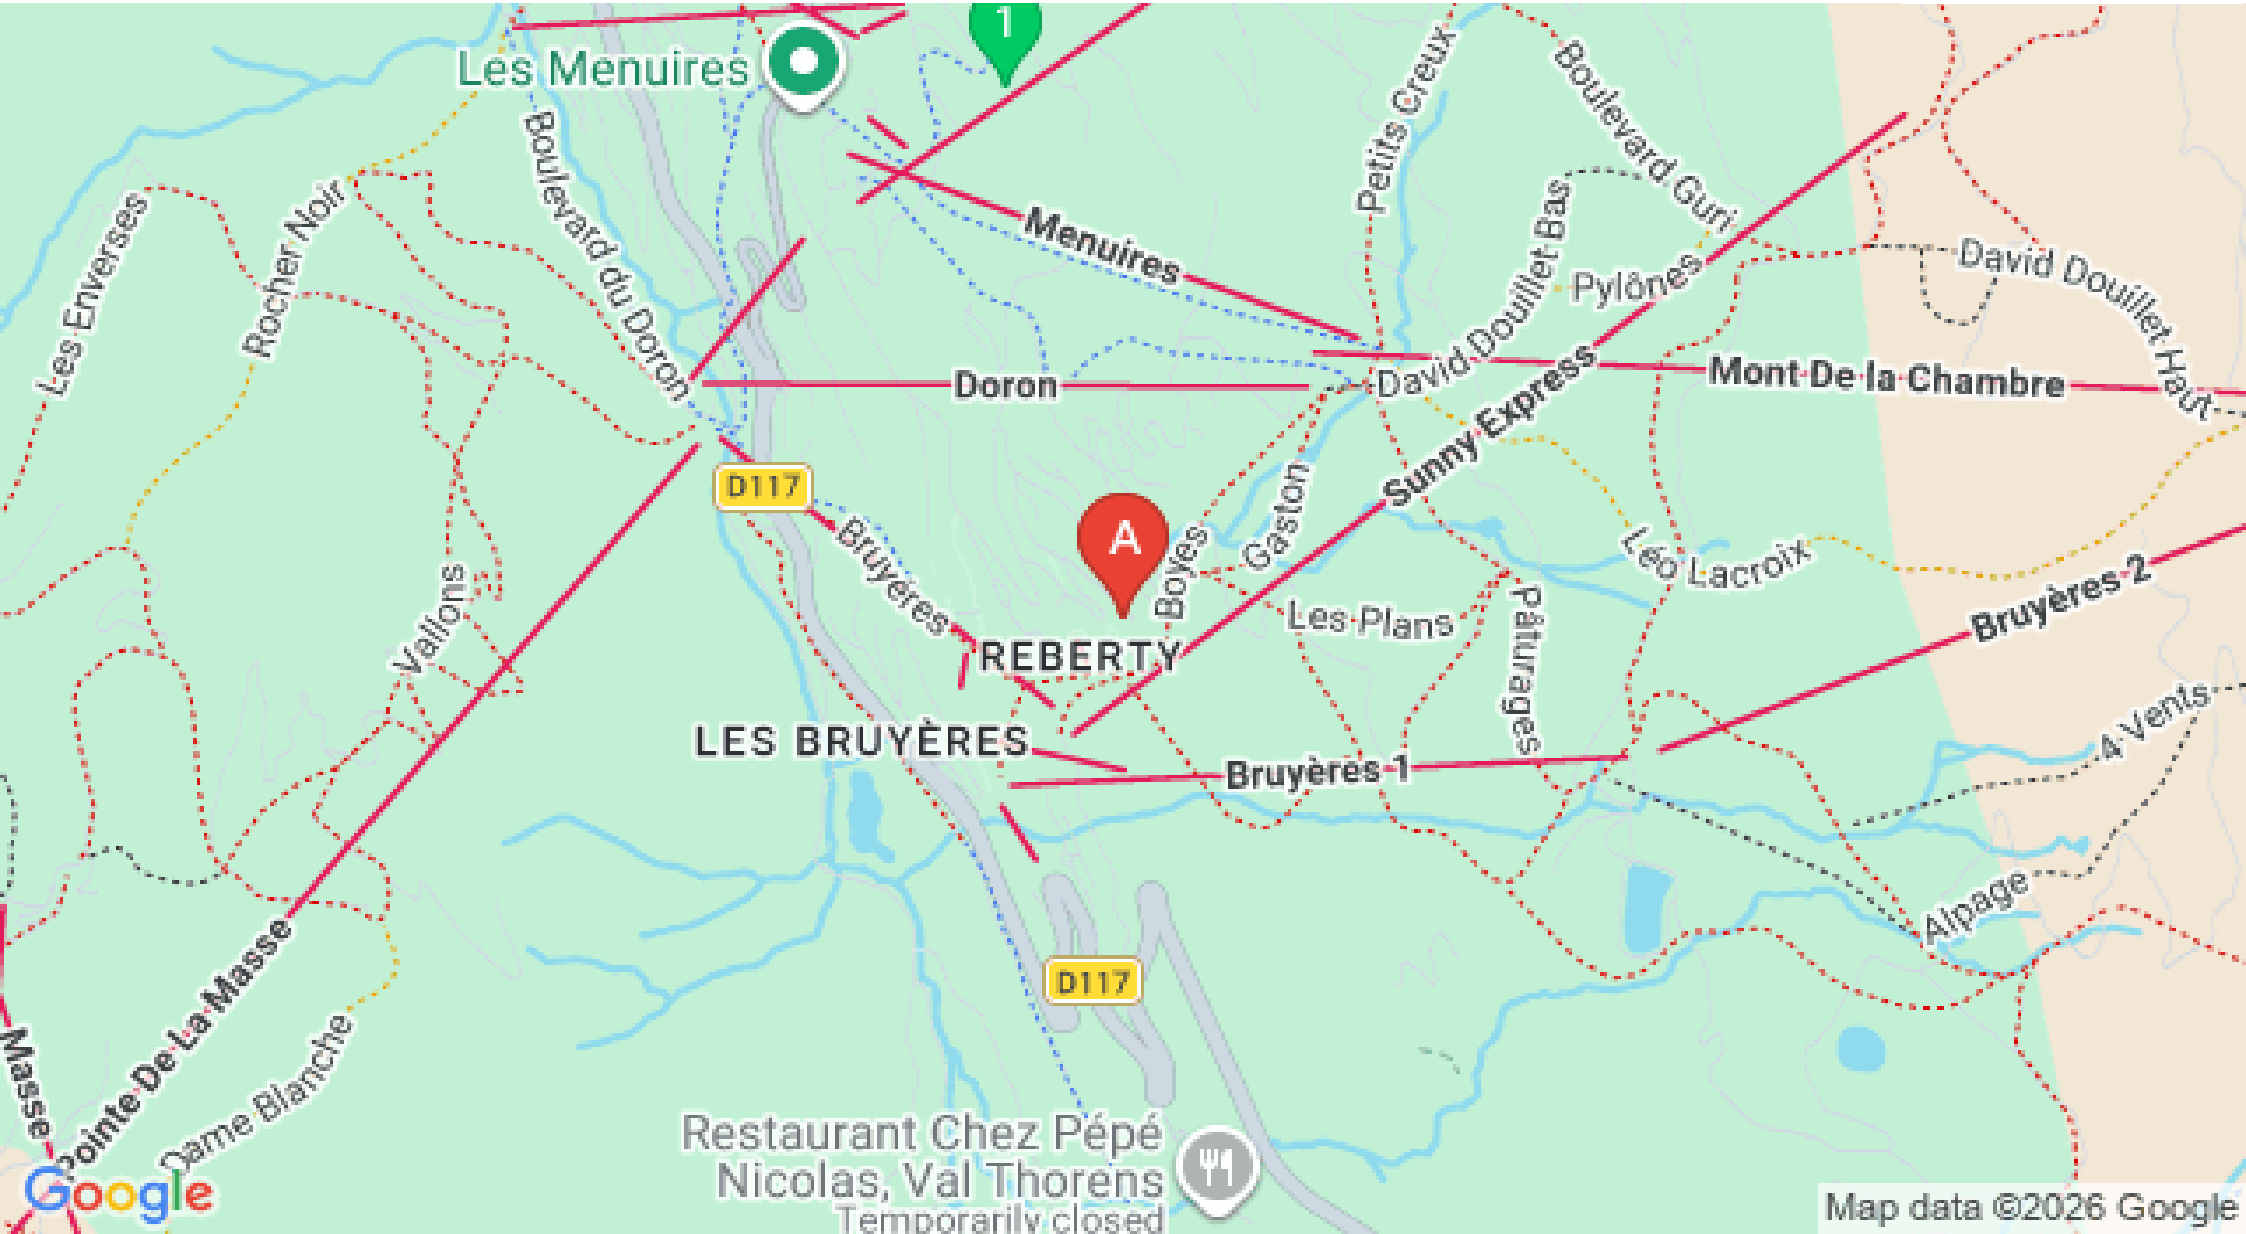 1
Les Menuires
Petits Creux
Boulevard Guri
Boulevard du Doron
Les Enverses
Rocher Noir
Menuires
David Douillet Bas
Pylônes
David Douillet Haut
Doron
Mont De la Chambre
Sunny Express
D117
Bruyères
A
Boyes
Gaston
Léo Lacroix
Les Plans
Pâturages
Bruyères 2
Vallons
REBERTY
LES BRUYÈRES
Bruyères 1
4 Vents
Alpage
D117
Masse
Pointe De La Masse
Dame Blanche
Restaurant Chez Pépé
Nicolas, Val Thorens
Temporarily closed
Google
Map data ©2026 Google